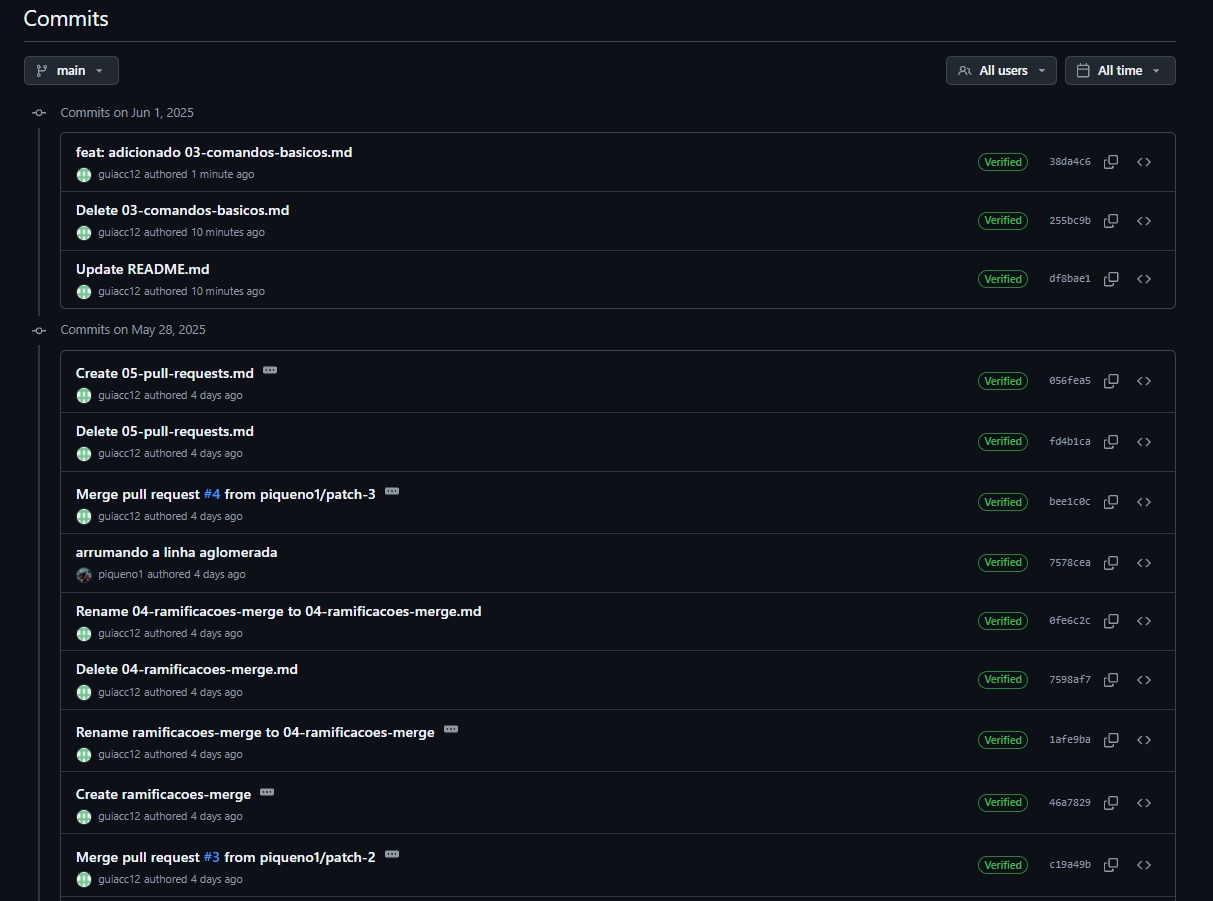 Commits
main
All users
All time
Commits on Jun 1, 2025
feat: adicionado 03-comandos-basicos.md
guiacc12 authored 1 minute ago
Verified
38da4c6
Delete 03-comandos-basicos.md
guiacc12 authored 10 minutes ago
Verified
255bc9b
Update README.md
guiacc12 authored 10 minutes ago
Verified
df8bae1
Commits on May 28, 2025
Create 05-pull-requests.md
guiacc12 authored 4 days ago
Verified
056fea5
Delete 05-pull-requests.md
guiacc12 authored 4 days ago
Verified
fd4b1ca
Merge pull request #4 from piqueno1/patch-3
guiacc12 authored 4 days ago
Verified
bee1c0c
arrumando a linha aglomerada
piqueno1 authored 4 days ago
Verified
7578cea
Rename 04-ramificacoes-merge to 04-ramificacoes-merge.md
guiacc12 authored 4 days ago
Verified
0fe6c2c
Delete 04-ramificacoes-merge.md
guiacc12 authored 4 days ago
Verified
7598af7
Rename ramificacoes-merge to 04-ramificacoes-merge
guiacc12 authored 4 days ago
Verified
1afe9ba
Create ramificacoes-merge
guiacc12 authored 4 days ago
Verified
46a7829
Merge pull request #3 from piqueno1/patch-2
guiacc12 authored 4 days ago
Verified
c19a49b